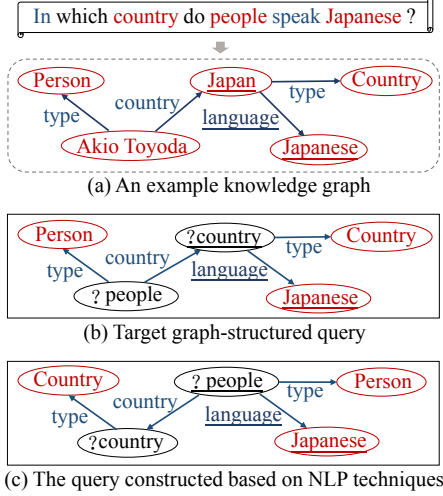 In which country do people speak Japanese ?
Person
Japan
type
Country
type
country
language
Akio Toyoda
Japanese
(a) An example knowledge graph
Person
?country
type
Country
type
country
language
? people
Japanese
(b) Target graph-structured query
Country
? people
type
Person
type
country
language
?country
Japanese
(c) The query constructed based on NLP techniques